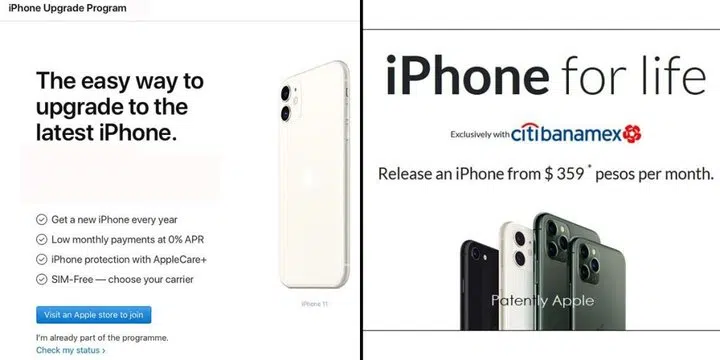 iPhone Upgrade Program
The easy way to
upgrade to the
latest iPhone.
Get a new iPhone every year
Low monthly payments at 0% APR
iPhone protection with AppleCare+
SIM-Free — choose your carrier
Visit an Apple store to join
I'm already part of the programme.
Check my status ›
iPhone 11
iPhone for life
Exclusively with citibanamex
Release an iPhone from $ 359 * pesos per month.
Patently Apple